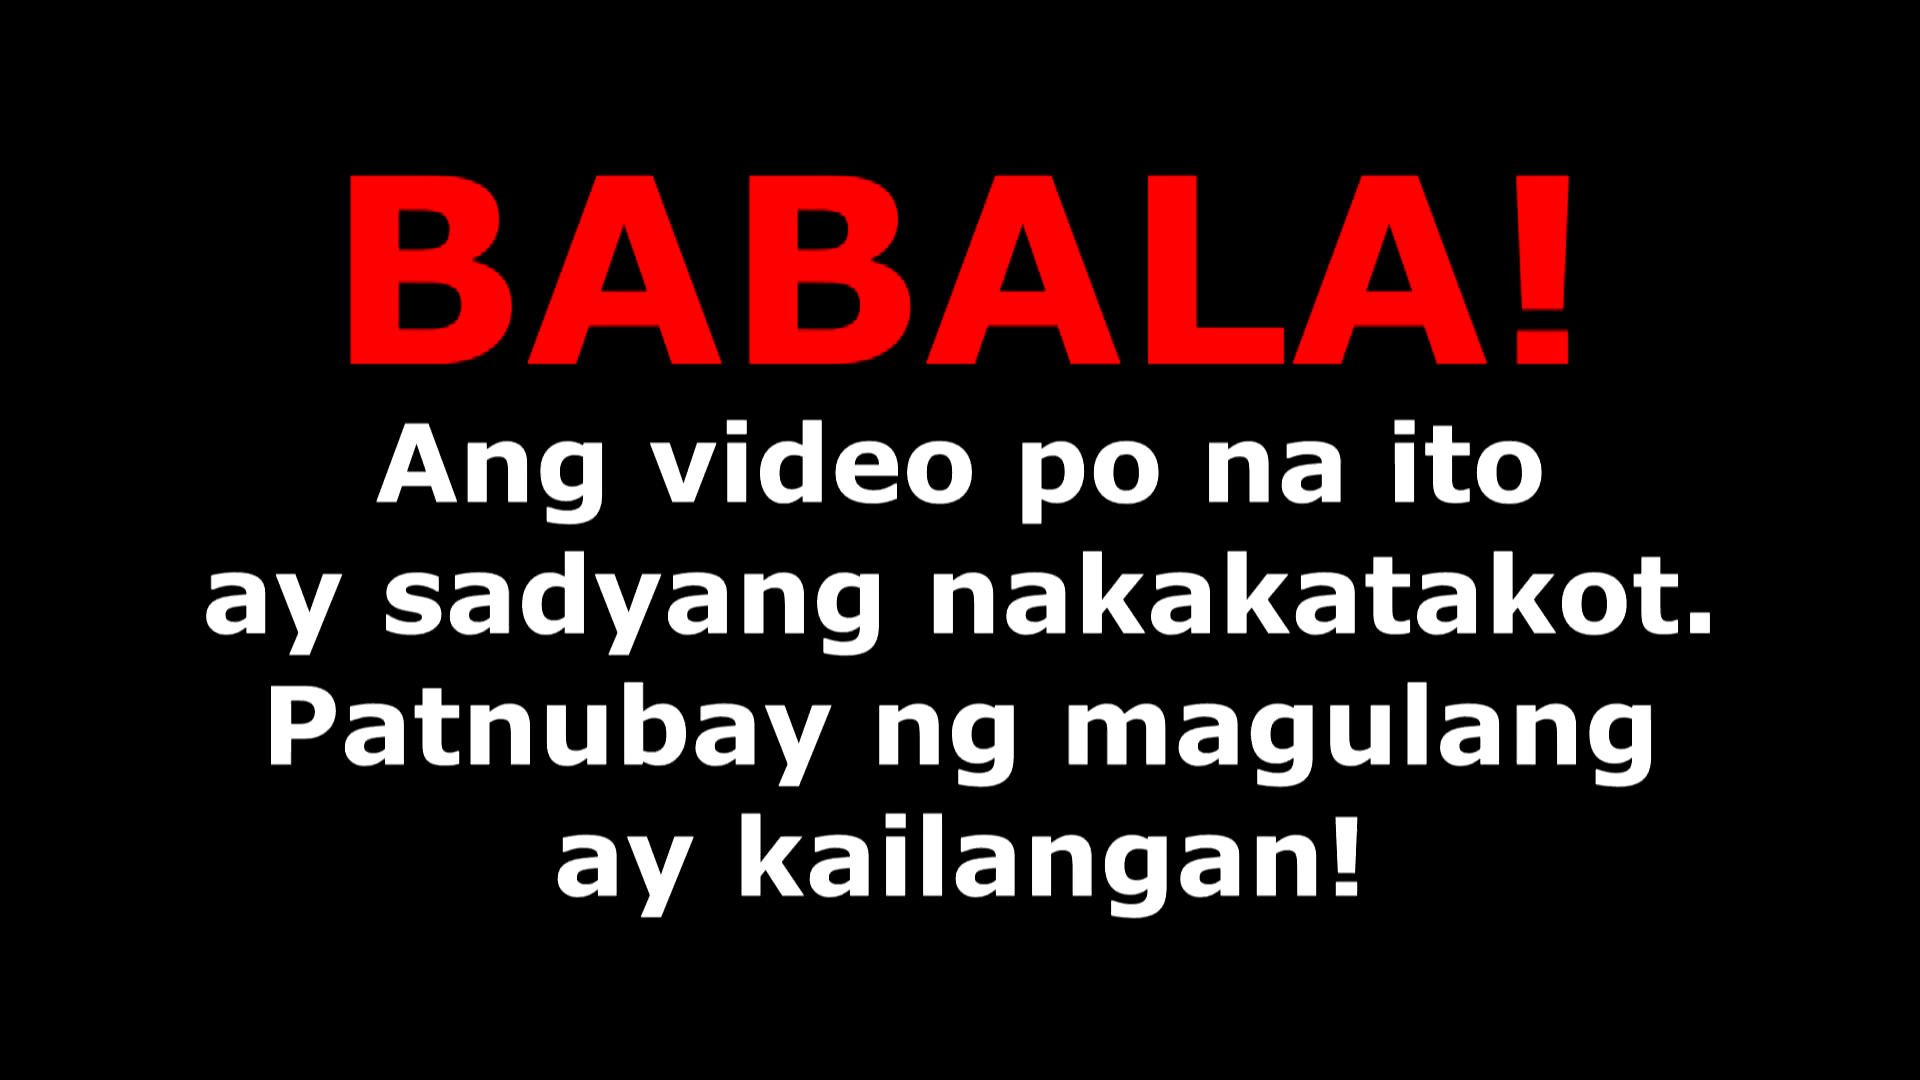 BABALA!
Ang video po na ito
ay sadyang nakakatakot.
Patnubay ng magulang
ay kailangan!